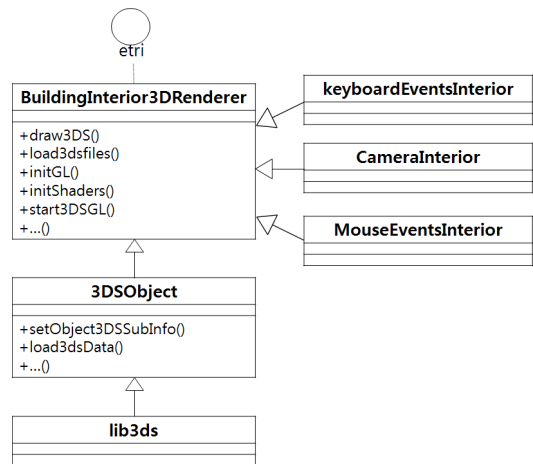 etri
BuildingInterior3DRenderer
+draw3DS()
+load3dsfiles()
+initGL()
+initShaders()
+start3DSGL()
+...()
keyboardEventsInterior
CameraInterior
MouseEventsInterior
3DSObject
+setObject3DSSubInfo()
+load3dsData()
+...()
lib3ds